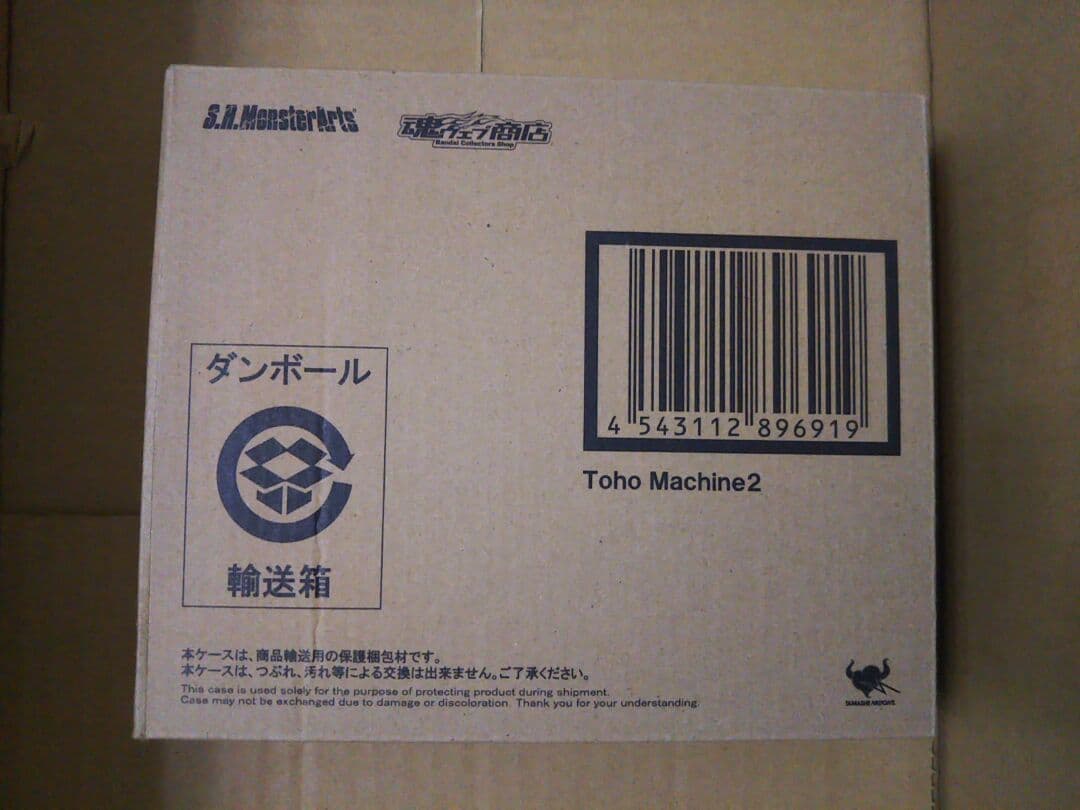 S.H.MonsterArts
魂ウェブ商店
Bandai Collectors Shop
4 543112 896919
Toho Machine2
ダンボール
輸送箱
本ケースは、商品輸送用の保護梱包材です。
本ケースは、つぶれ、汚れ等による交換は出来ません。ご了承ください。
This case is used solely for the purpose of protecting product during shipment.
Case may not be exchanged due to damage or discoloration. Thank you for your understanding.
TAMASHII NATIONS